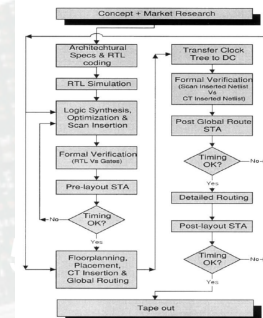 Concept + Market Research
Architechtural
Specs & RTL
coding
RTL Simulation
Logic Synthesis,
Optimization &
Scan Insertion
Formal Verification
(RTL Vs Gates)
Pre-layout STA
Timing
OK?
No
Yes
Floorplanning,
Placement,
CT Insertion &
Global Routing
Transfer Clock
Tree to DC
Formal Verification
(Scan Inserted Netlist
Vs
CT Inserted Netlist)
Post Global Route
STA
Timing
OK?
No
Yes
Detailed Routing
Post-layout STA
Timing
OK?
No
Yes
Tape out